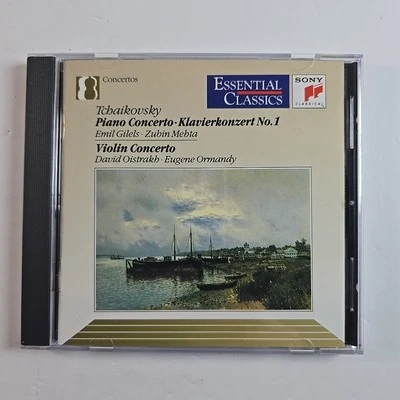 Concertos
ESSENTIAL
CLASSICS
SONY
CLASSICAL
Tchaikovsky
Piano Concerto·Klavierkonzert No.1
Emil Gilels·Zubin Mehta
Violin Concerto
David Oistrakh·Eugene Ormandy